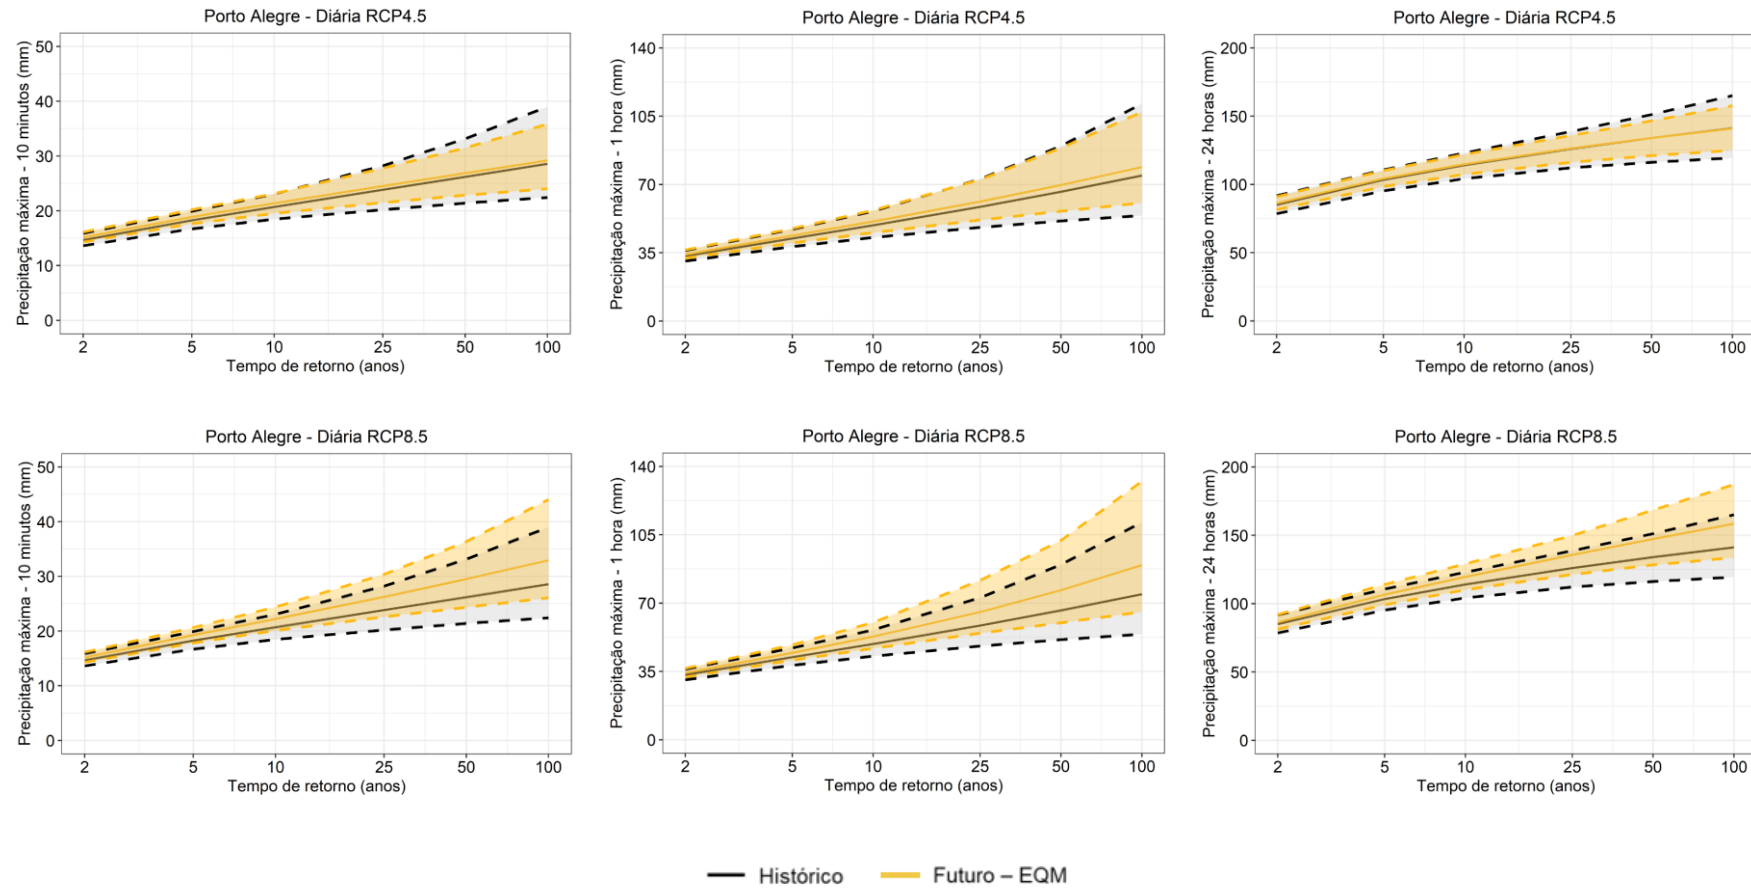 Porto Alegre - Diária RCP4.5
Precipitação máxima - 10 minutos (mm)
50
40
30
20
10
0
2 5 10 25 50 100
Tempo de retorno (anos)
Porto Alegre - Diária RCP4.5
Precipitação máxima - 1 hora (mm)
140
105
70
35
0
2 5 10 25 50 100
Tempo de retorno (anos)
Porto Alegre - Diária RCP4.5
Precipitação máxima - 24 horas (mm)
200
150
100
50
0
2 5 10 25 50 100
Tempo de retorno (anos)
Porto Alegre - Diária RCP8.5
Precipitação máxima - 10 minutos (mm)
50
40
30
20
10
0
2 5 10 25 50 100
Tempo de retorno (anos)
Porto Alegre - Diária RCP8.5
Precipitação máxima - 1 hora (mm)
140
105
70
35
0
2 5 10 25 50 100
Tempo de retorno (anos)
Porto Alegre - Diária RCP8.5
Precipitação máxima - 24 horas (mm)
200
150
100
50
0
2 5 10 25 50 100
Tempo de retorno (anos)
Histórico Futuro – EQM